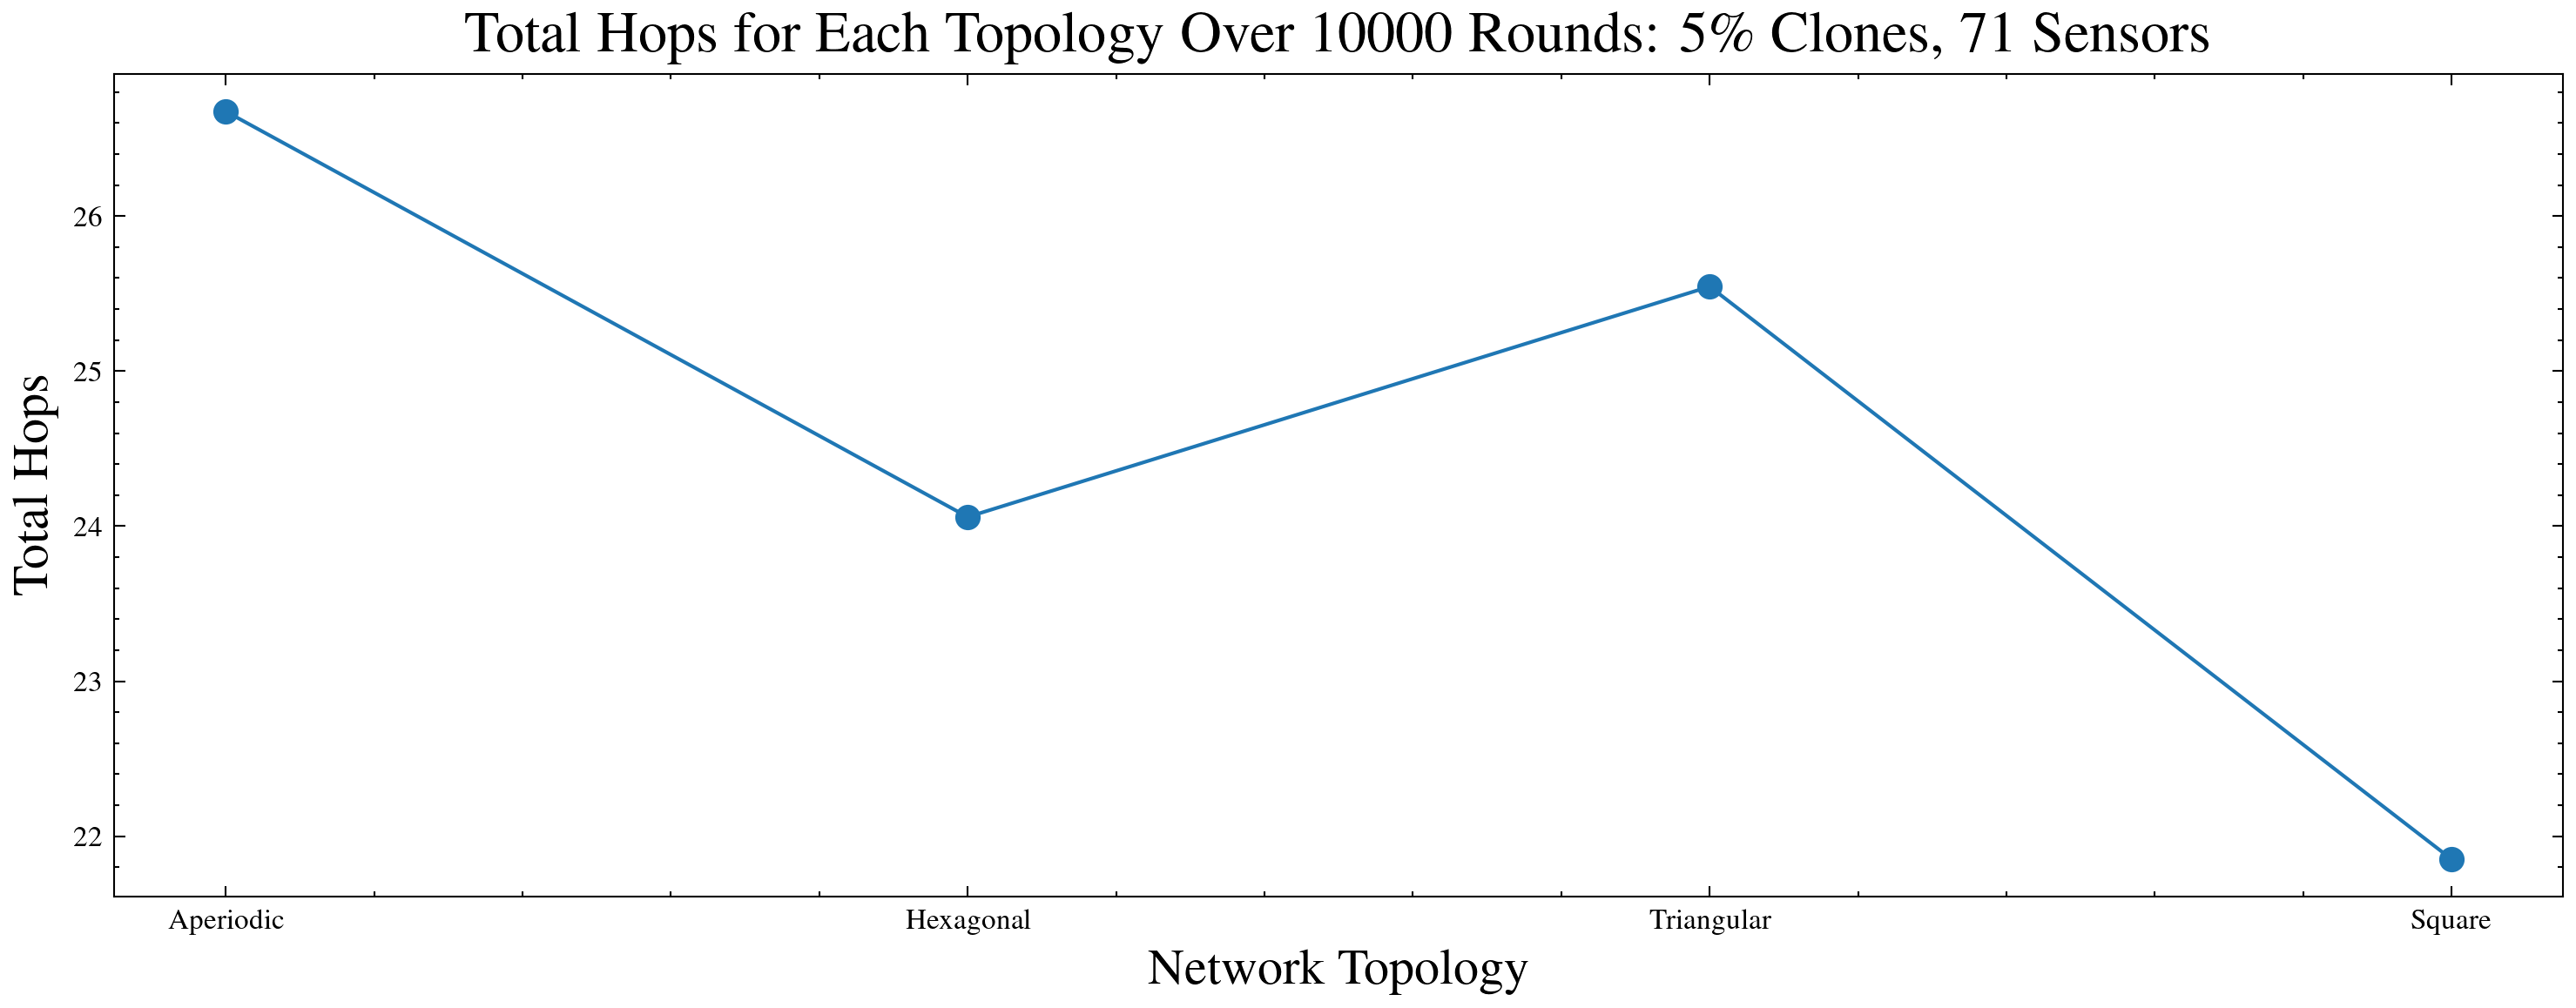 Total Hops for Each Topology Over 10000 Rounds: 5% Clones, 71 Sensors
Total Hops
26
25
24
23
22
Aperiodic
Hexagonal
Triangular
Square
Network Topology